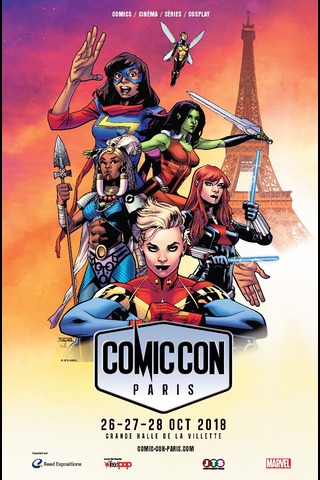 COMICS / CINÉMA / SÉRIES / COSPLAY
COMIC CON
PARIS
26-27-28 OCT 2018
GRANDE HALLE DE LA VILLETTE
COMIC-CON-PARIS.COM
Reed Expositions
pop
MARVEL